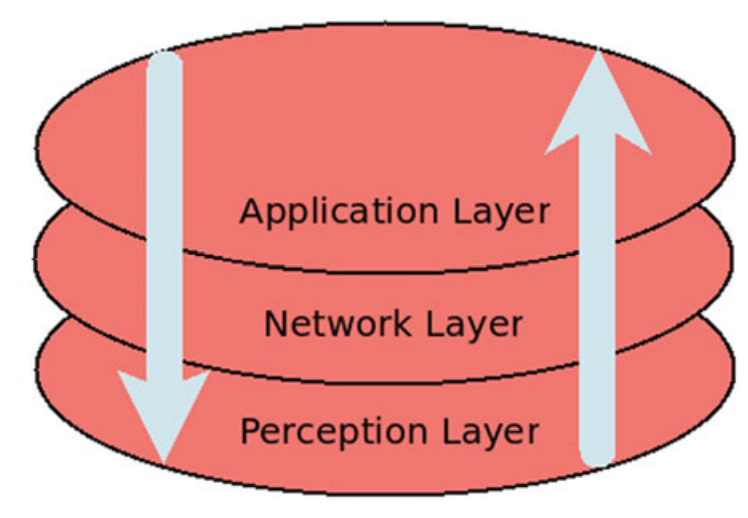 Application Layer
Network Layer
Perception Layer